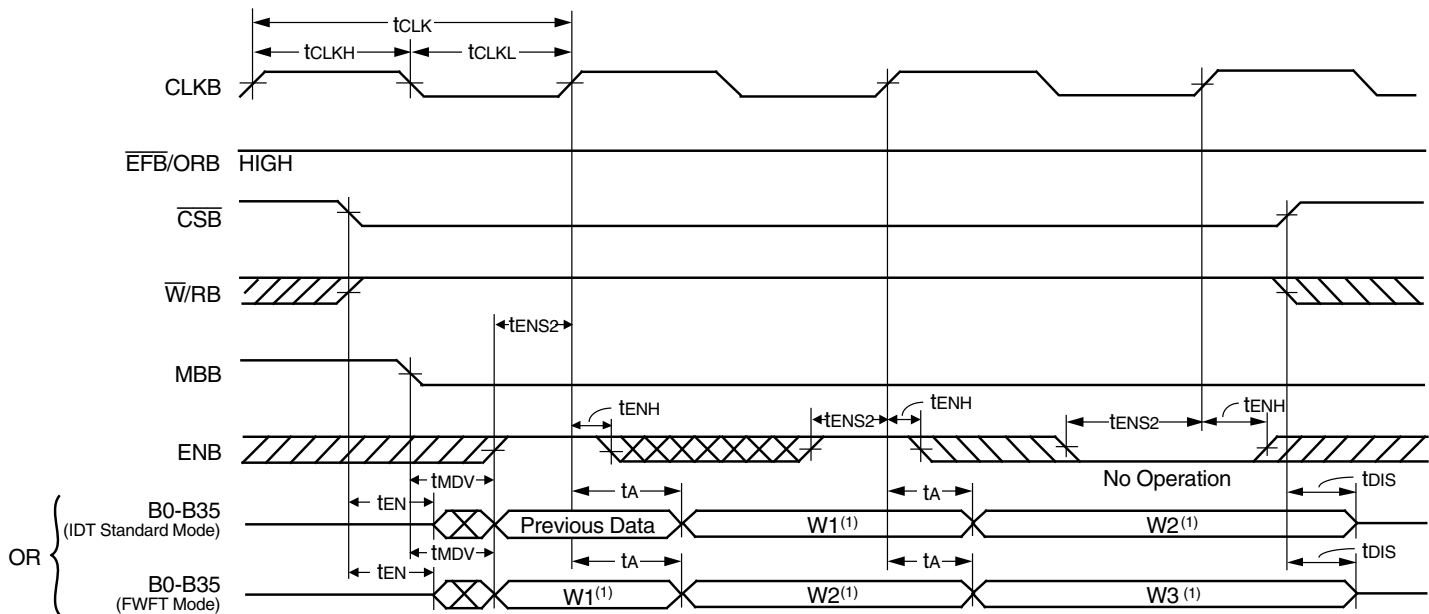 tCLK
tCLKH tCLKL
CLKB
EFB/ORB HIGH
CSB
W/RB
tENS2
MBB
tENH tENS2 tENH tENS2 tENH
ENB
No Operation
tMDV
tEN tA tA tDIS
B0-B35
(IDT Standard Mode)
Previous Data W1(1) W2(1)
OR
tMDV
tEN tA tA tDIS
B0-B35
(FWFT Mode)
W1(1) W2(1) W3(1)